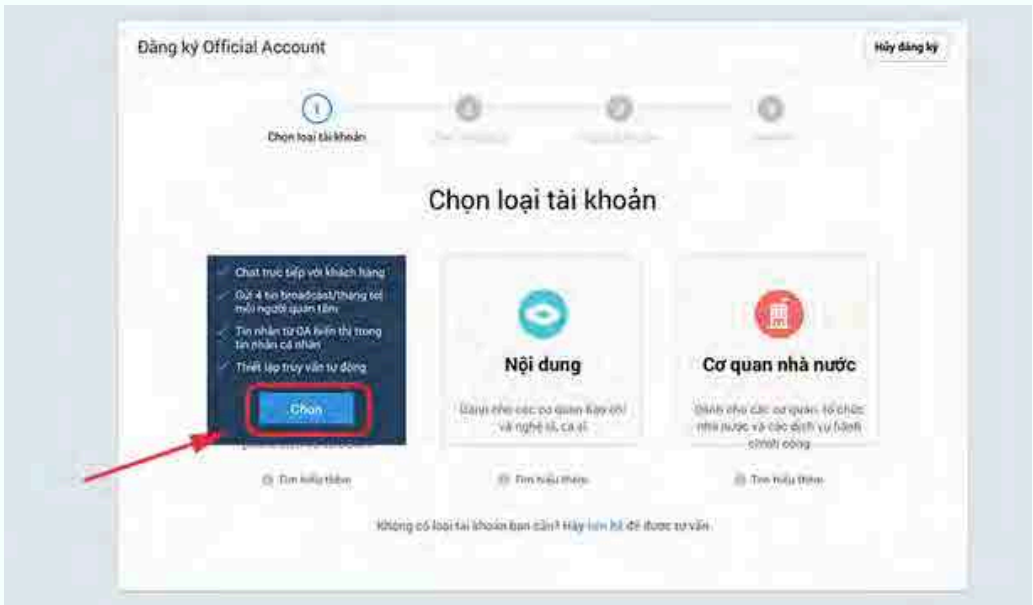 Đăng ký Official Account
Hủy đăng ký
1
Chọn loại tài khoản
Chọn loại tài khoản
Chat trực tiếp với khách hàng
Gửi 4 tin broadcast/tháng tới
mỗi người quan tâm
Tin nhắn từ OA hiển thị trong
tin nhắn cá nhân
Thiết lập truy vấn tự động
Chọn
Tìm hiểu thêm
Nội dung
Dành cho các cơ quan báo chí
và nghệ sĩ, ca sĩ
Tìm hiểu thêm
Cơ quan nhà nước
Dành cho các cơ quan, tổ chức
nhà nước và các dịch vụ hành
chính công
Tìm hiểu thêm
Không có loại tài khoản bạn cần? Hãy liên hệ để được tư vấn